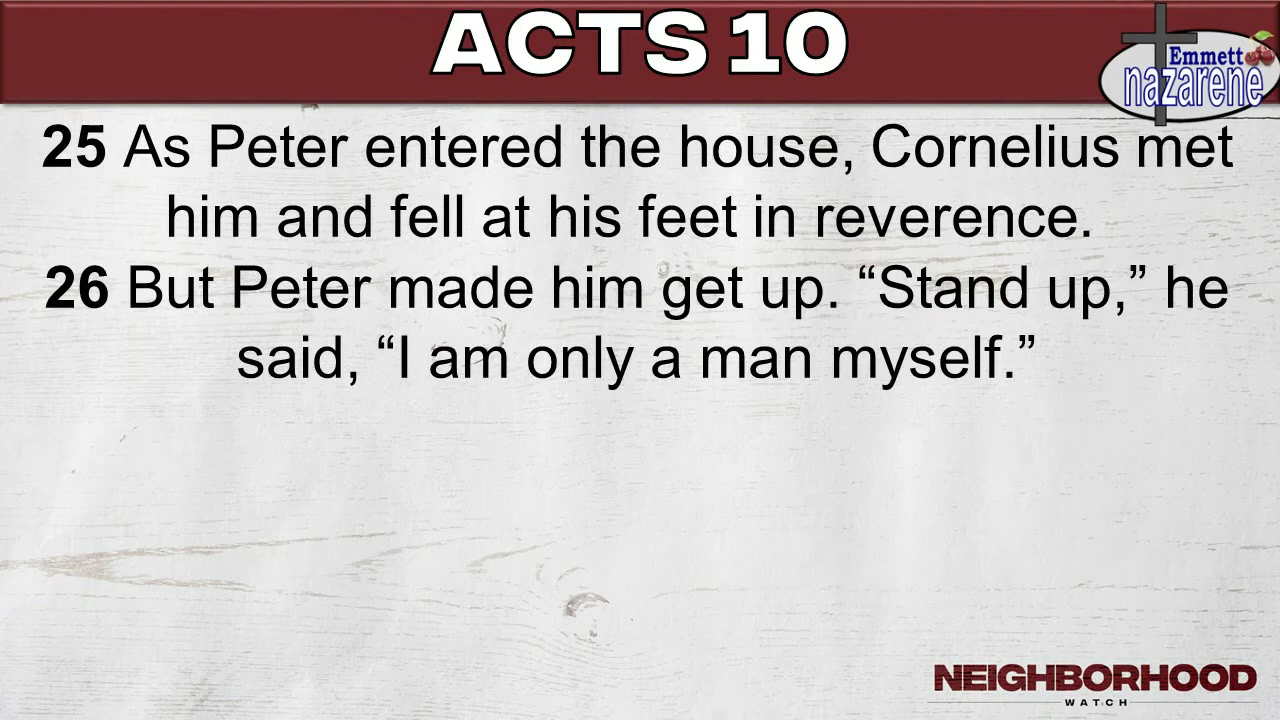 ACTS 10
Emmett
nazarene
25 As Peter entered the house, Cornelius met
him and fell at his feet in reverence.
26 But Peter made him get up. “Stand up,” he
said, “I am only a man myself.”
NEIGHBORHOOD
WATCH